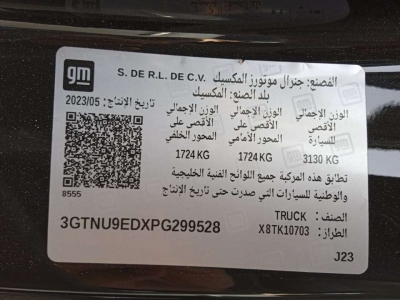 gm
المُصنع: جنرال موتورز المكسيك S. DE R.L. DE C.V.
بلد الصنع: المكسيك
تاريخ الإنتاج: 2023/05
الوزن الإجمالي الأقصى للسيارة
3130 KG
الوزن الإجمالي الأقصى على المحور الأمامي
1724 KG
الوزن الإجمالي الأقصى على المحور الخلفي
1724 KG
8555
تطابق هذه المركبة جميع اللوائح الفنية الخليجية
والوطنية للسيارات التي صدرت حتى تاريخ الإنتاج
3GTNU9EDXPG299528
الصنف : TRUCK
الطراز: X8TK10703
J23